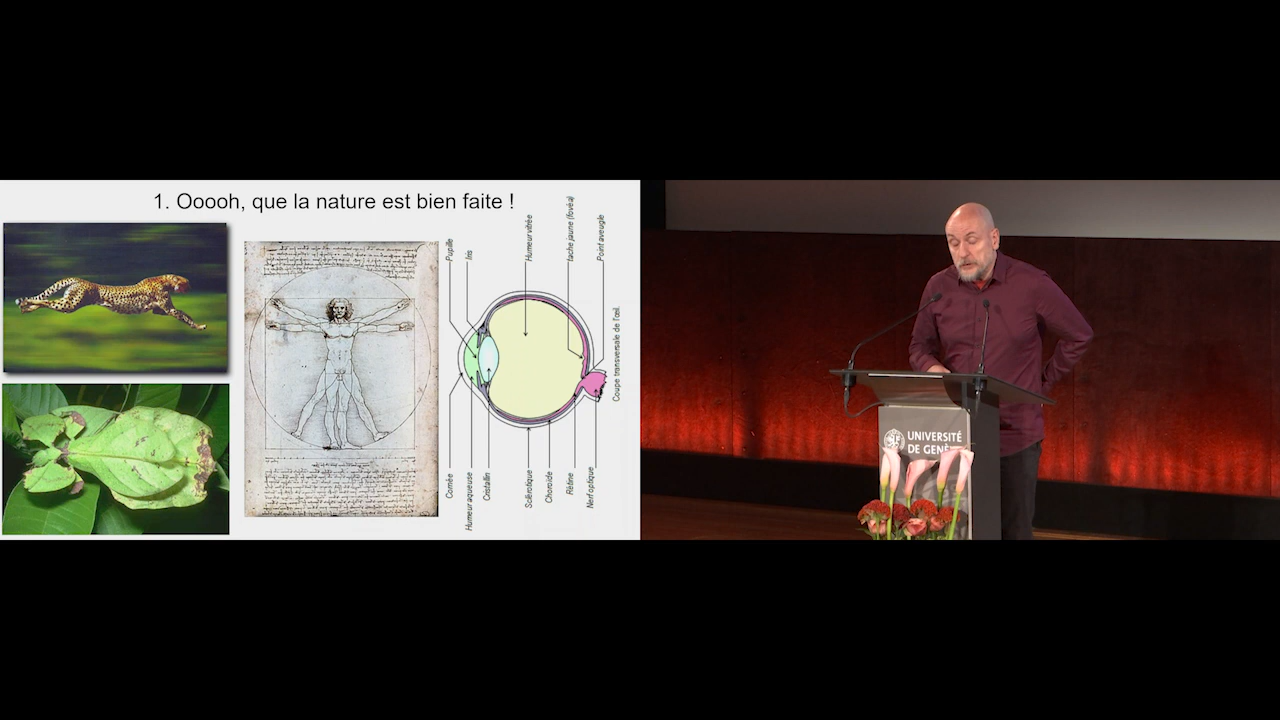 1. Ooooh, que la nature est bien faite !
Pupille
Iris
Humeur vitrée
tache jaune (fovéa)
Point aveugle
Coupe transversale de l'œil
Cornée
Humeur aqueuse
Cristallin
Sclérotique
Choroïde
Rétine
Nerf optique
UNIVERSITÉ
DE GENÈVE